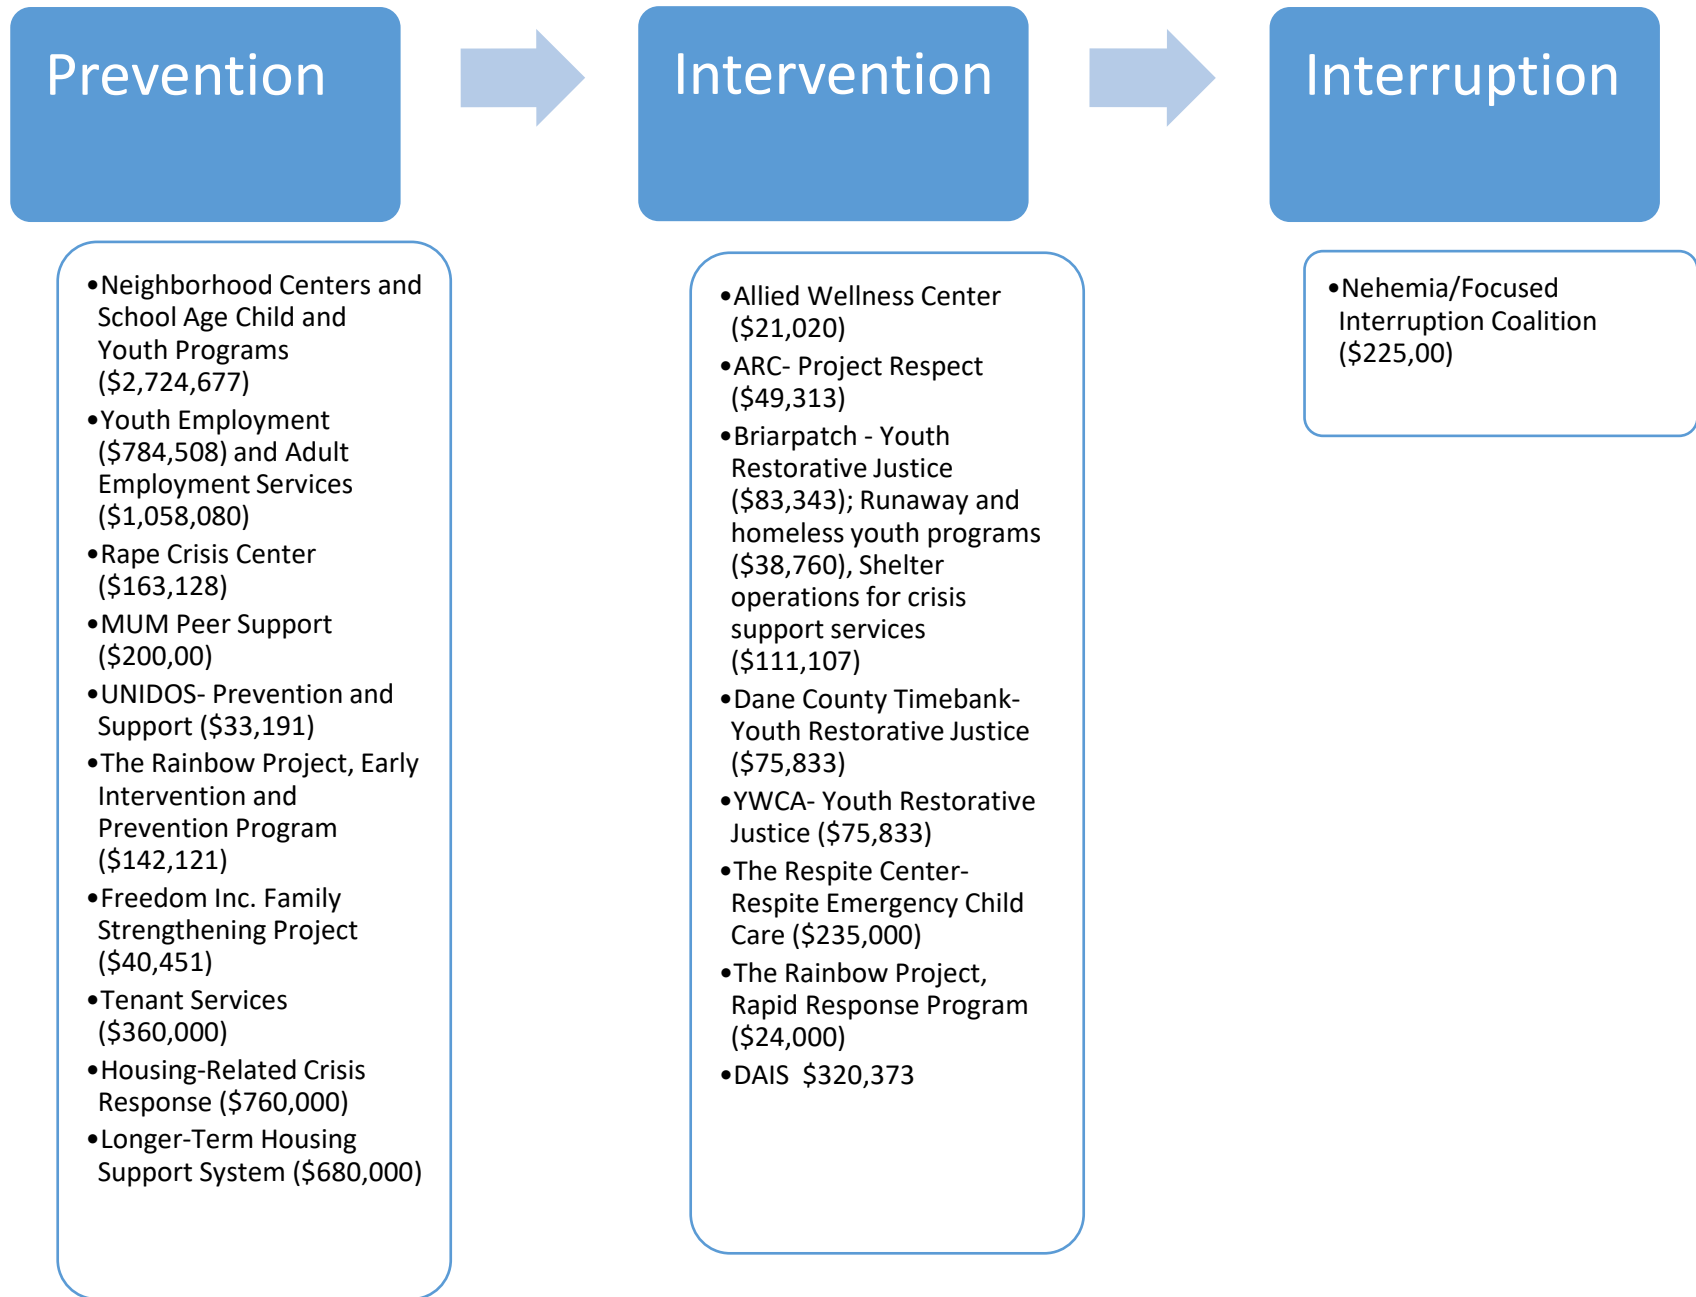 Prevention
•Neighborhood Centers and
School Age Child and
Youth Programs
($2,724,677)
•Youth Employment
($784,508) and Adult
Employment Services
($1,058,080)
•Rape Crisis Center
($163,128)
•MUM Peer Support
($200,00)
•UNIDOS- Prevention and
Support ($33,191)
•The Rainbow Project, Early
Intervention and
Prevention Program
($142,121)
•Freedom Inc. Family
Strengthening Project
($40,451)
•Tenant Services
($360,000)
•Housing-Related Crisis
Response ($760,000)
•Longer-Term Housing
Support System ($680,000)
Intervention
•Allied Wellness Center
($21,020)
•ARC- Project Respect
($49,313)
•Briarpatch - Youth
Restorative Justice
($83,343); Runaway and
homeless youth programs
($38,760), Shelter
operations for crisis
support services
($111,107)
•Dane County Timebank-
Youth Restorative Justice
($75,833)
•YWCA- Youth Restorative
Justice ($75,833)
•The Respite Center-
Respite Emergency Child
Care ($235,000)
•The Rainbow Project,
Rapid Response Program
($24,000)
•DAIS  $320,373
Interruption
•Nehemia/Focused
Interruption Coalition
($225,00)